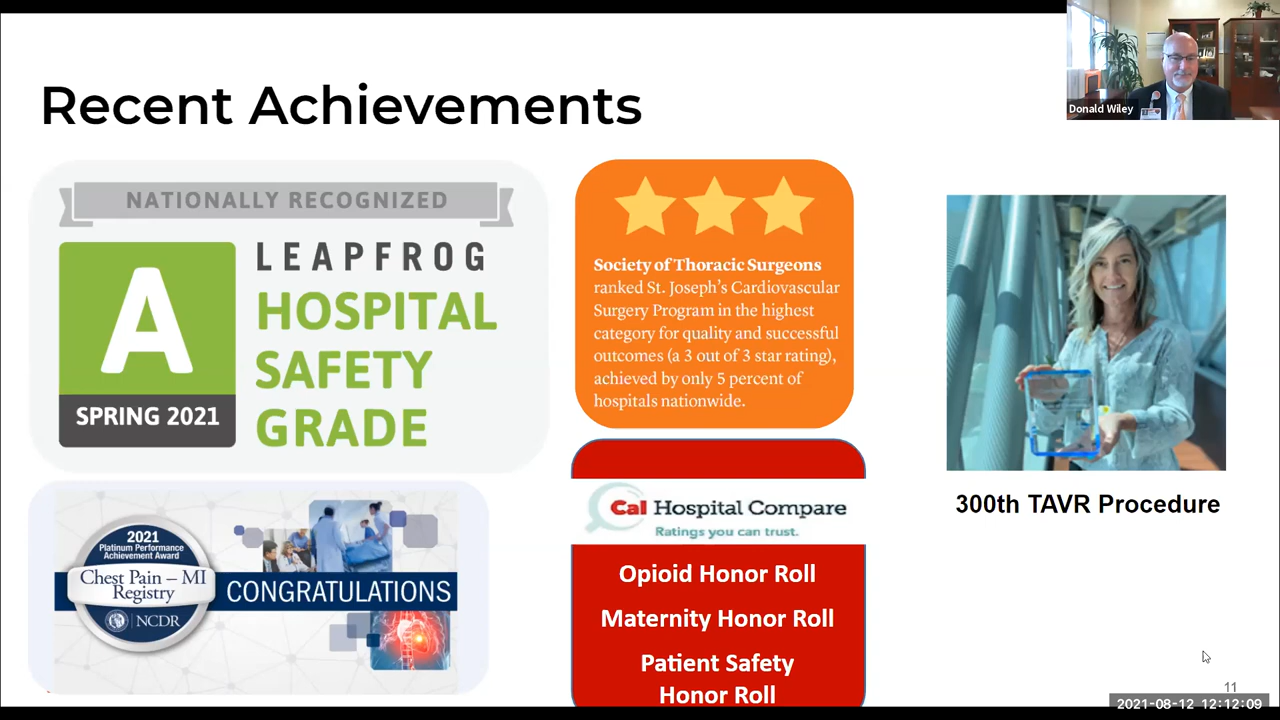 Recent Achievements
Donald Wiley
NATIONALLY RECOGNIZED
A
SPRING 2021
LEAPFROG
HOSPITAL
SAFETY
GRADE
Society of Thoracic Surgeons
ranked St. Joseph's Cardiovascular
Surgery Program in the highest
category for quality and successful
outcomes (a 3 out of 3 star rating),
achieved by only 5 percent of
hospitals nationwide.
300th TAVR Procedure
2021
Platinum Performance
Achievement Award
Chest Pain – MI
Registry
NCDR
CONGRATULATIONS
Cal Hospital Compare
Ratings you can trust.
Opioid Honor Roll
Maternity Honor Roll
Patient Safety
Honor Roll
11
2021-08-12 12:12:09